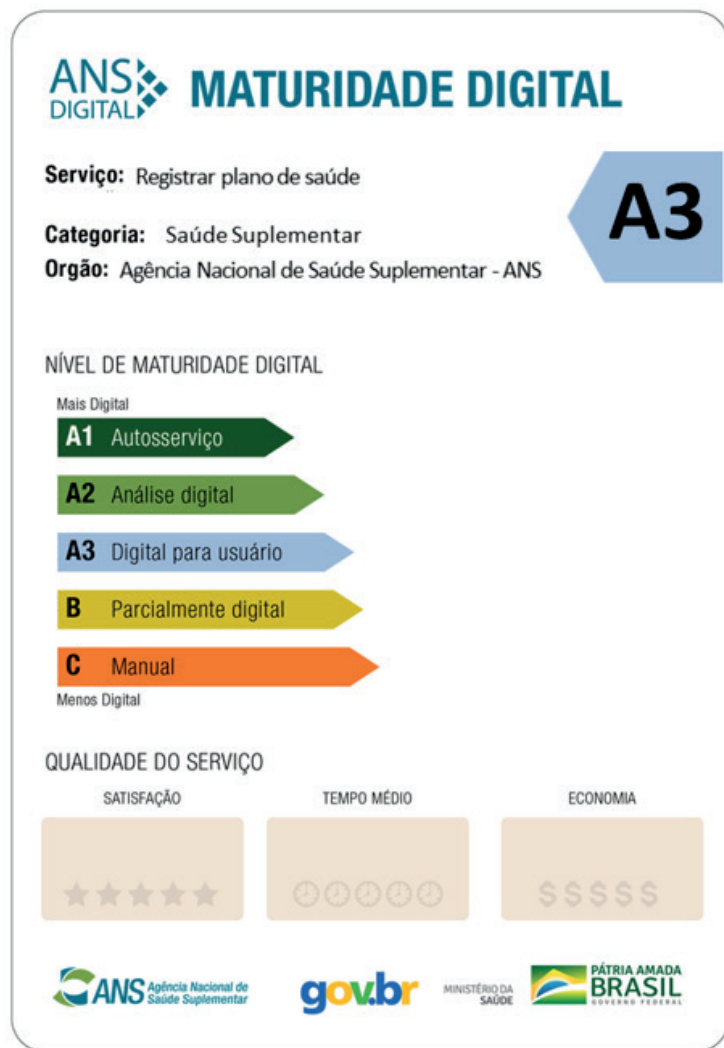 ANS DIGITAL
MATURIDADE DIGITAL
Serviço: Registrar plano de saúde
A3
Categoria: Saúde Suplementar
Orgão: Agência Nacional de Saúde Suplementar - ANS
NÍVEL DE MATURIDADE DIGITAL
Mais Digital
A1 Autosserviço
A2 Análise digital
A3 Digital para usuário
B Parcialmente digital
C Manual
Menos Digital
QUALIDADE DO SERVIÇO
SATISFAÇÃO TEMPO MÉDIO ECONOMIA
$$$$$
ANS Agência Nacional de
Saúde Suplementar
gov.br
MINISTÉRIO DA
SAÚDE
PÁTRIA AMADA
BRASIL
GOVERNO FEDERAL